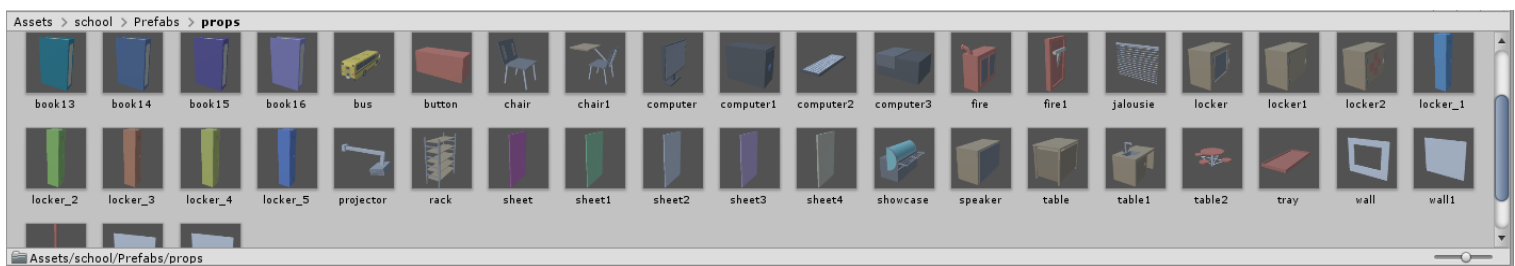 Assets > school > Prefabs > props
book13 book14 book15 book16 bus button chair chair1 computer computer1 computer2 computer3 fire fire1 jalousie locker locker1 locker2 locker_1
locker_2 locker_3 locker_4 locker_5 projector rack sheet sheet1 sheet2 sheet3 sheet4 showcase speaker table table1 table2 tray wall wall1
Assets/school/Prefabs/props